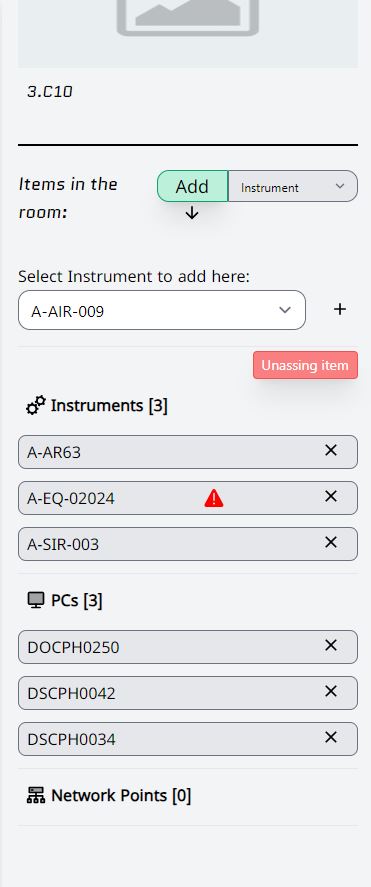 3.C10
Items in the
room:
Add
Instrument
Select Instrument to add here:
A-AIR-009
Unassing item
Instruments [3]
A-AR63
A-EQ-02024
A-SIR-003
PCs [3]
DOCPH0250
DSCPH0042
DSCPH0034
Network Points [0]